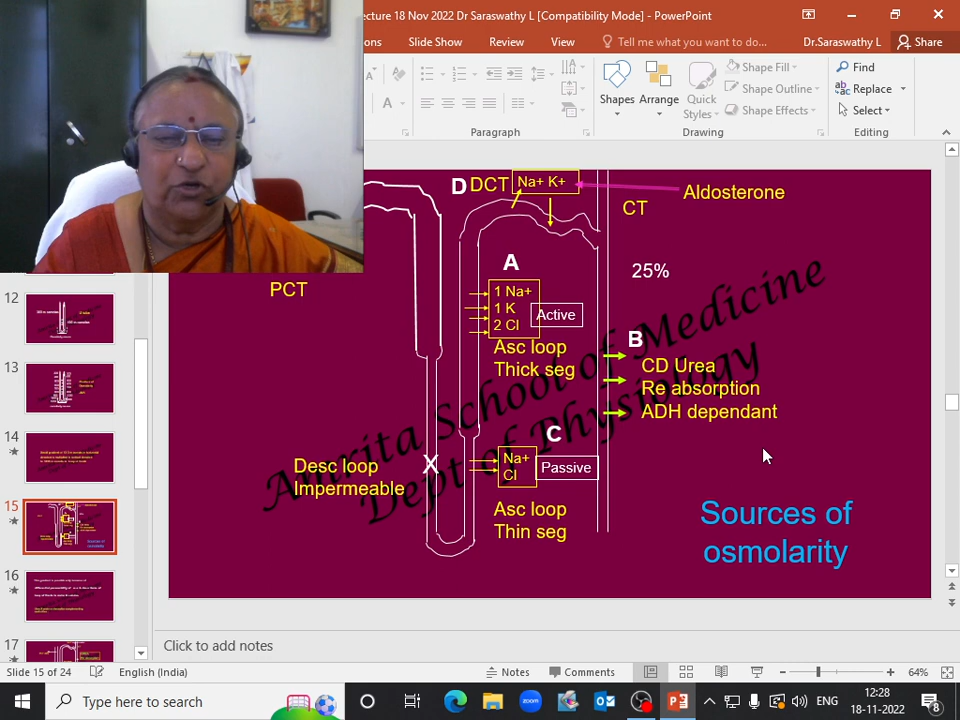 ecture 18 Nov 2022 Dr Saraswathy L [Compatibility Mode] - PowerPoint
ons Slide Show Review View Tell me what you want to do... Dr.Saraswathy L Share
Shapes Arrange Quick Styles
Shape Fill
Shape Outline
Shape Effects
Find
Replace
Select
Paragraph Drawing Editing
D DCT Na+ K+
Aldosterone
CT
PCT
A
25%
1 Na+
1 K
2 Cl
Active
Asc loop
Thick seg
B
CD Urea
Re absorption
ADH dependant
C
Desc loop
Impermeable
X
Na+
Cl
Passive
Asc loop
Thin seg
Sources of
osmolarity
Amrita School of Medicine
Dept of Physiology
12
13
14
15
16
17
Sources of
osmolarity
Click to add notes
Slide 15 of 24 English (India) Notes Comments 64%
Type here to search
zoom
ENG
12:28
18-11-2022
8